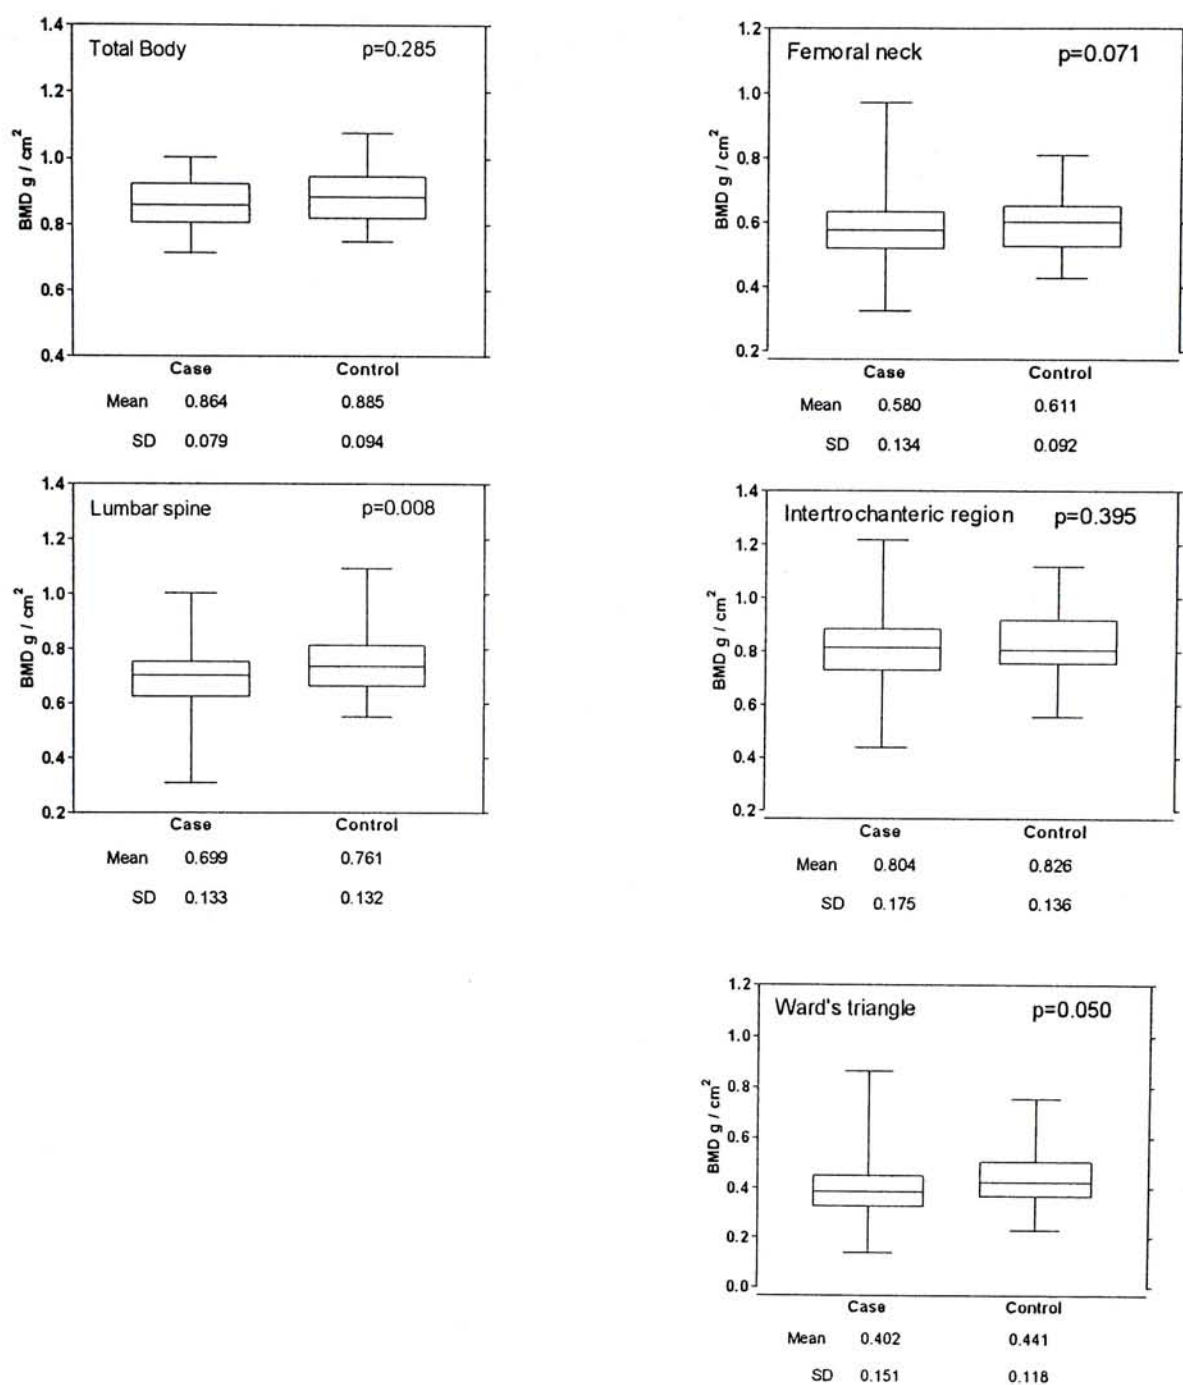 Total Body p=0.285
1.4
1.2
1.0
0.8
0.6
0.4
BMD g / cm2
Case Control
Mean 0.864 0.885
SD 0.079 0.094
Femoral neck p=0.071
1.2
1.0
0.8
0.6
0.4
0.2
BMD g / cm2
Case Control
Mean 0.580 0.611
SD 0.134 0.092
Lumbar spine p=0.008
1.4
1.2
1.0
0.8
0.6
0.4
0.2
BMD g / cm2
Case Control
Mean 0.699 0.761
SD 0.133 0.132
Intertrochanteric region p=0.395
1.4
1.2
1.0
0.8
0.6
0.4
0.2
BMD g / cm2
Case Control
Mean 0.804 0.826
SD 0.175 0.136
Ward's triangle p=0.050
1.2
1.0
0.8
0.6
0.4
0.2
0.0
BMD g / cm2
Case Control
Mean 0.402 0.441
SD 0.151 0.118